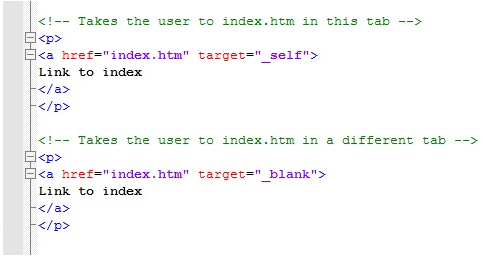 <!-- Takes the user to index.htm in this tab -->
<p>
<a href="index.htm" target="_self">
Link to index
</a>
</p>
<!-- Takes the user to index.htm in a different tab -->
<p>
<a href="index.htm" target="_blank">
Link to index
</a>
</p>